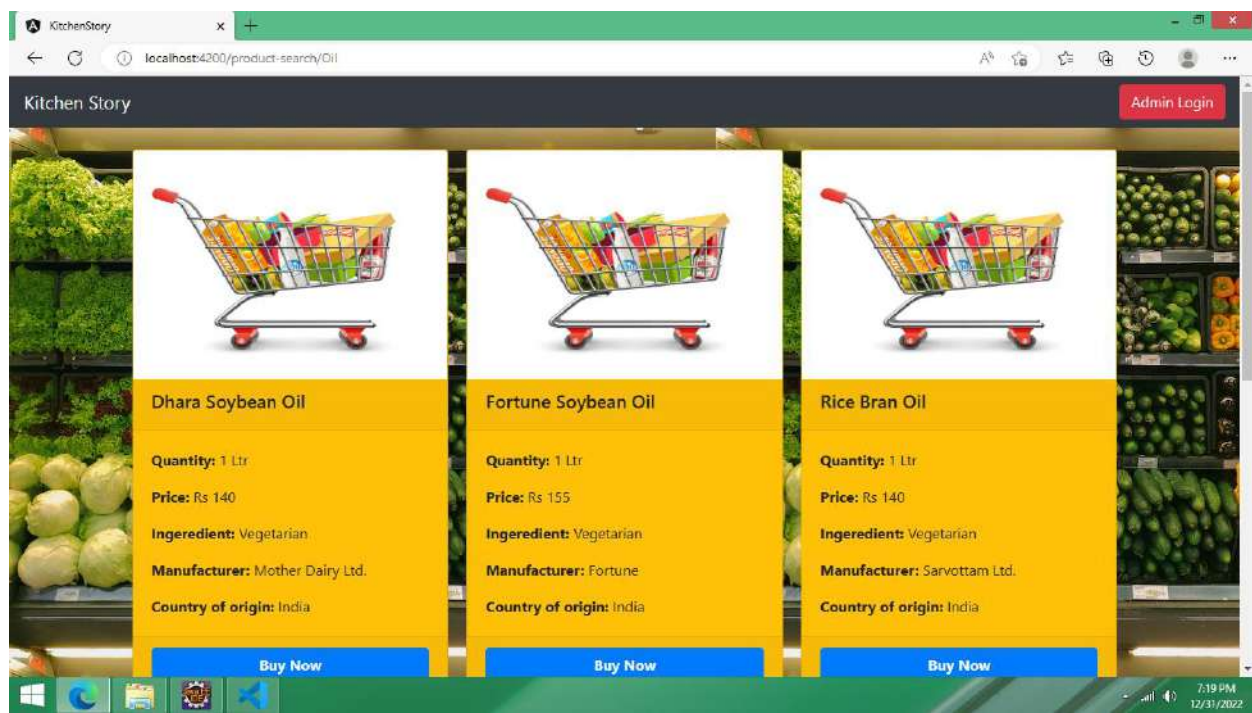 KitchenStory
localhost:4200/product-search/Oil
Kitchen Story
Admin Login
Dhara Soybean Oil
Quantity: 1 Ltr
Price: Rs 140
Ingeredient: Vegetarian
Manufacturer: Mother Dairy Ltd.
Country of origin: India
Buy Now
Fortune Soybean Oil
Quantity: 1 Ltr
Price: Rs 155
Ingeredient: Vegetarian
Manufacturer: Fortune
Country of origin: India
Buy Now
Rice Bran Oil
Quantity: 1 Ltr
Price: Rs 140
Ingeredient: Vegetarian
Manufacturer: Sarvottam Ltd.
Country of origin: India
Buy Now
7:19 PM
12/31/2022